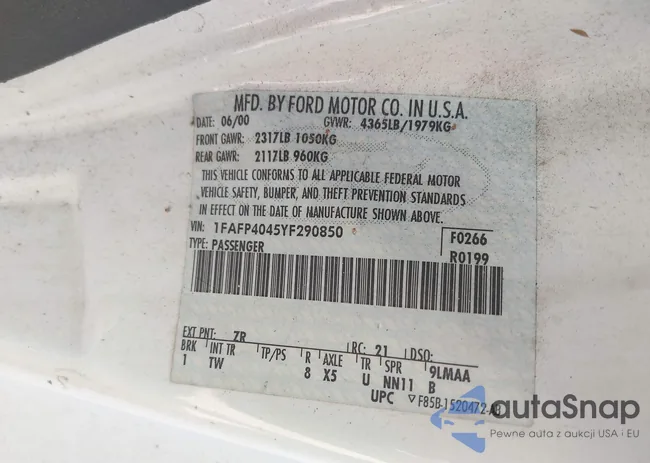 MFD. BY FORD MOTOR CO. IN U.S.A.
DATE: 06/00 GVWR: 4365LB/1979KG
FRONT GAWR: 2317LB 1050KG
REAR GAWR: 2117LB 960KG
THIS VEHICLE CONFORMS TO ALL APPLICABLE FEDERAL MOTOR
VEHICLE SAFETY, BUMPER, AND THEFT PREVENTION STANDARDS
IN EFFECT ON THE DATE OF MANUFACTURE SHOWN ABOVE.
VIN: 1FAFP4045YF290850 F0266
TYPE: PASSENGER R0199
EXT PNT: ZR RC: 21 DSO:
BRK INT TR TP/PS R AXLE TR SPR 9LMAA
1 TW 8 X5 U NN11 B
UPC ▽F85B-1520472-AB
autoSnap
Pewne auta z aukcji USA i EU